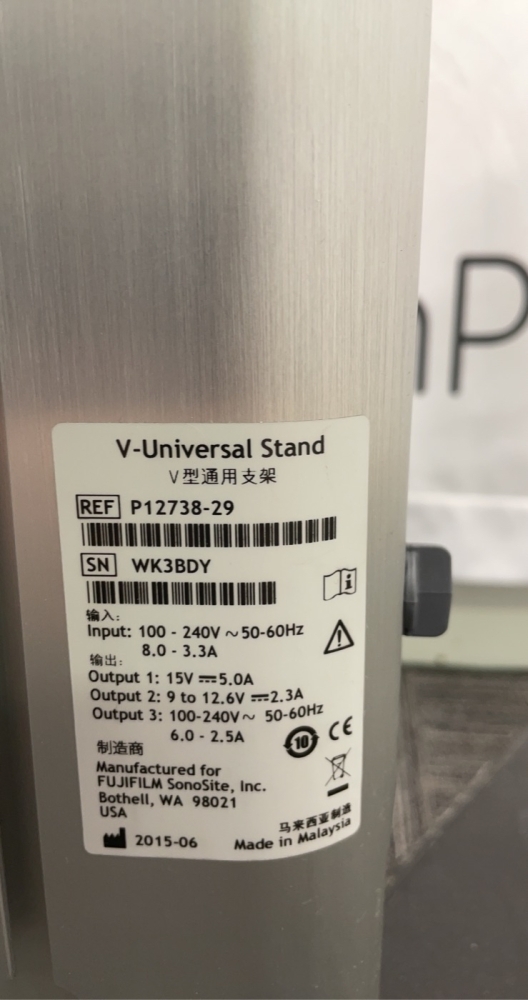 V-Universal Stand
V型通用支架
REF P12738-29
SN WK3BDY
输入:
Input: 100 - 240V ~ 50-60Hz
8.0 - 3.3A
输出:
Output 1: 15V ⎓ 5.0A
Output 2: 9 to 12.6V ⎓ 2.3A
Output 3: 100-240V~ 50-60Hz
6.0 - 2.5A
10 CE
制造商
Manufactured for
FUJIFILM SonoSite, Inc.
Bothell, WA 98021
USA
2015-06
马来西亚制造
Made in Malaysia
P